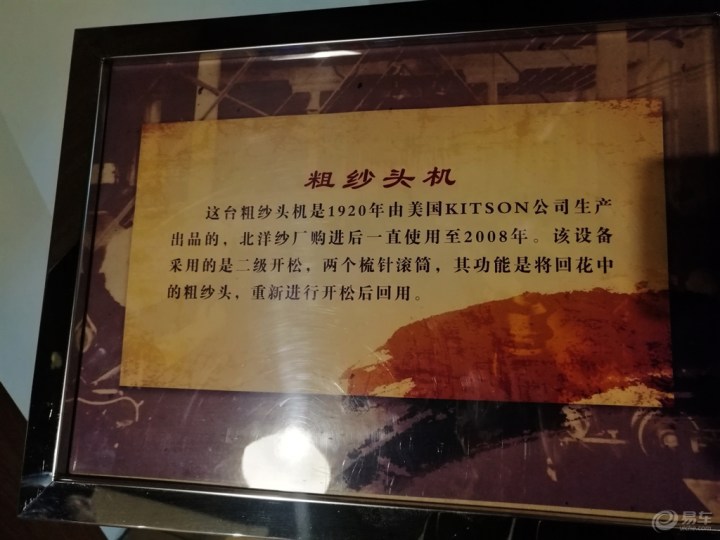 粗纱头机
这台粗纱头机是1920年由美国KITSON公司生产
出品的，北洋纱厂购进后一直使用至2008年。该设备
采用的是二级开松，两个梳针滚筒，其功能是将回花中
的粗纱头，重新进行开松后回用。
易车